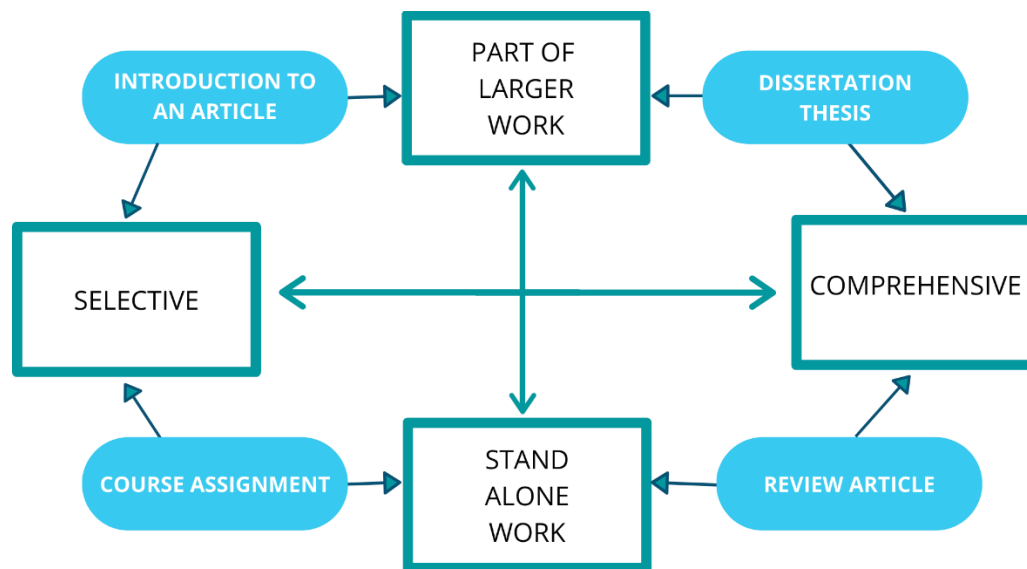 INTRODUCTION TO
AN ARTICLE
PART OF
LARGER
WORK
DISSERTATION
THESIS
SELECTIVE
COMPREHENSIVE
COURSE ASSIGNMENT
STAND
ALONE
WORK
REVIEW ARTICLE